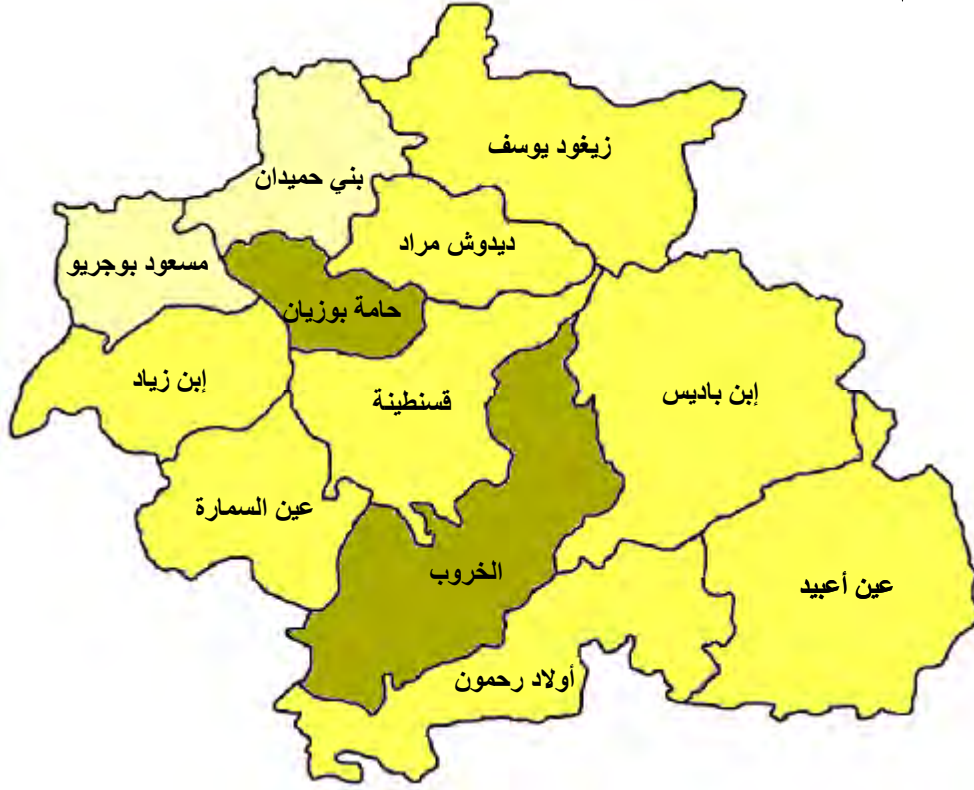 زيغود يوسف
بني حميدان
ديدوش مراد
مسعود بوجريو
حامة بوزيان
إبن زياد
قسنطينة
إبن باديس
عين السمارة
الخروب
عين أعبيد
أولاد رحمون